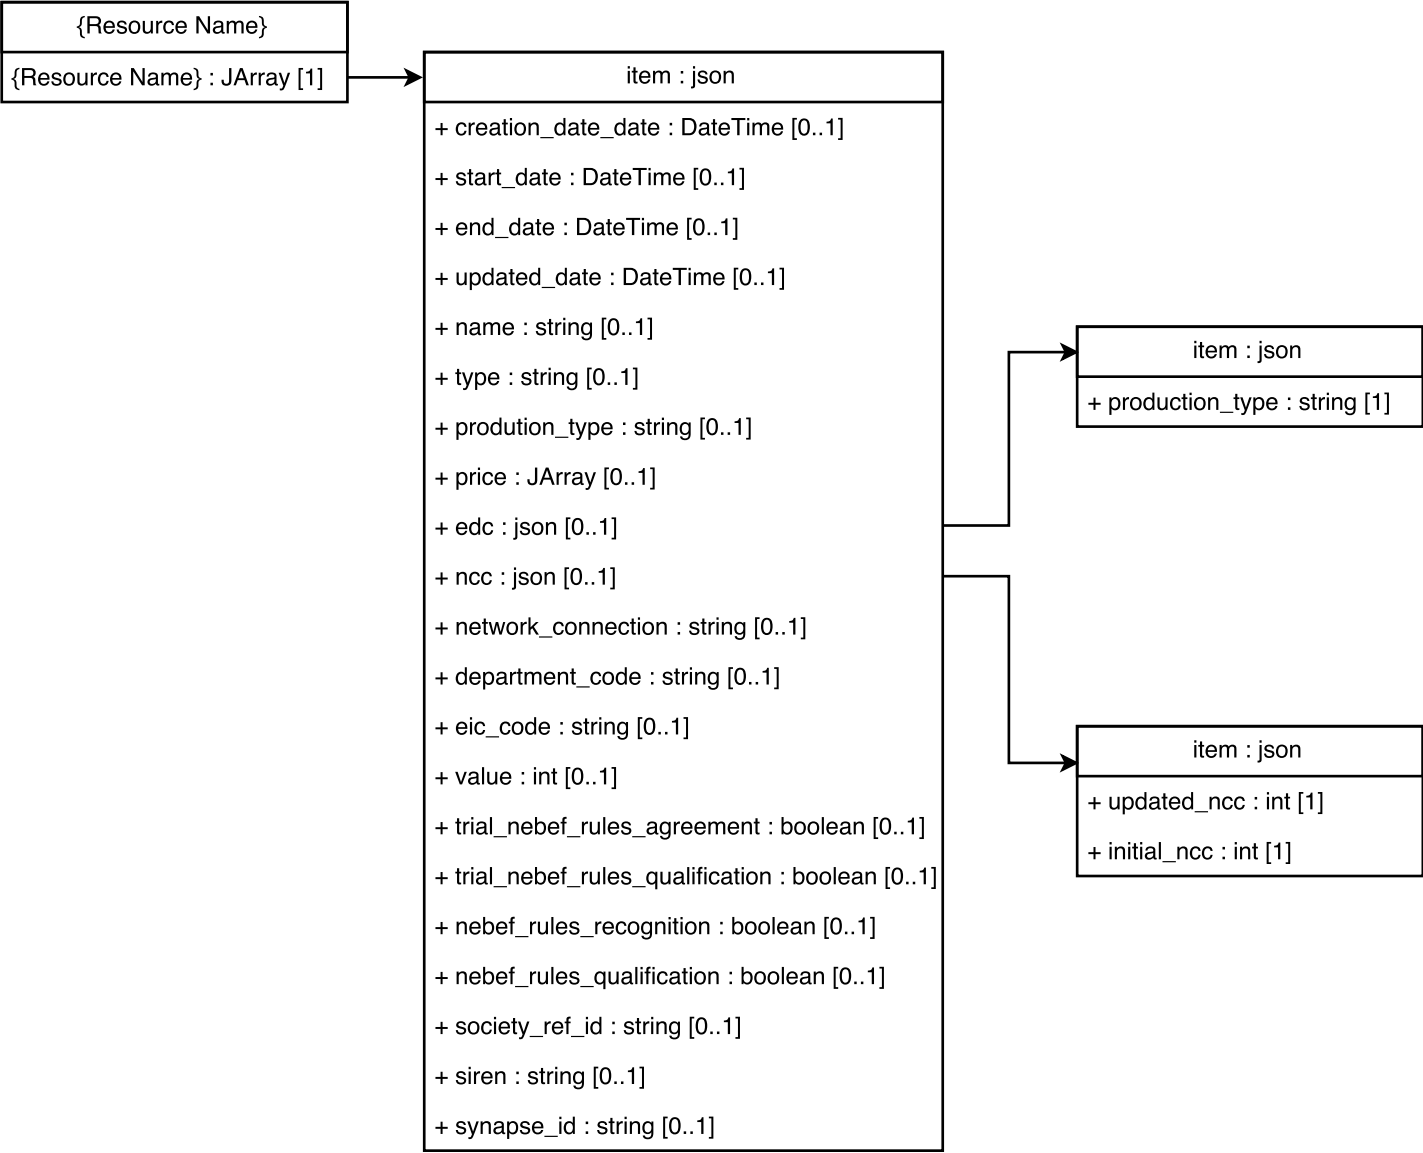 {Resource Name}
{Resource Name} : JArray [1]
item : json
+ creation_date_date : DateTime [0..1]
+ start_date : DateTime [0..1]
+ end_date : DateTime [0..1]
+ updated_date : DateTime [0..1]
+ name : string [0..1]
+ type : string [0..1]
+ prodution_type : string [0..1]
+ price : JArray [0..1]
+ edc : json [0..1]
+ ncc : json [0..1]
+ network_connection : string [0..1]
+ department_code : string [0..1]
+ eic_code : string [0..1]
+ value : int [0..1]
+ trial_nebef_rules_agreement : boolean [0..1]
+ trial_nebef_rules_qualification : boolean [0..1]
+ nebef_rules_recognition : boolean [0..1]
+ nebef_rules_qualification : boolean [0..1]
+ society_ref_id : string [0..1]
+ siren : string [0..1]
+ synapse_id : string [0..1]
item : json
+ production_type : string [1]
item : json
+ updated_ncc : int [1]
+ initial_ncc : int [1]